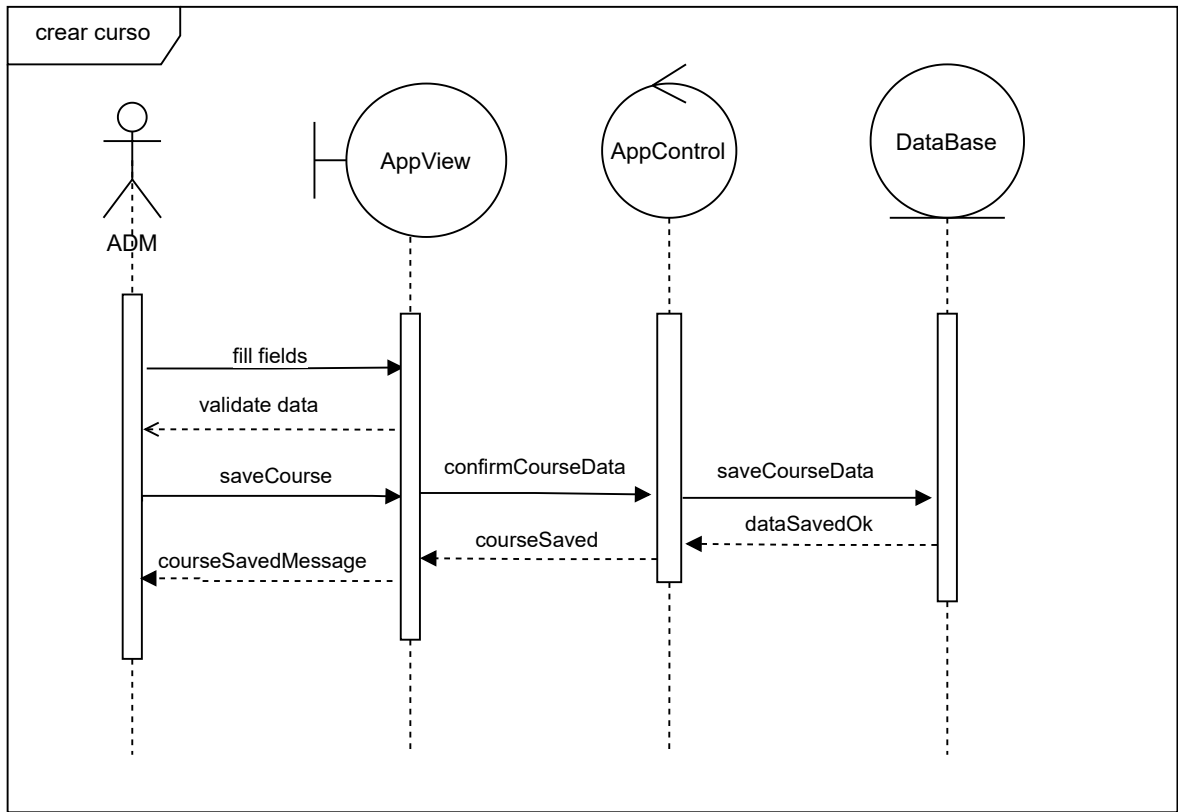 crear curso
AppView
AppControl
DataBase
ADM
fill fields
validate data
saveCourse
confirmCourseData
saveCourseData
dataSavedOk
courseSaved
courseSavedMessage